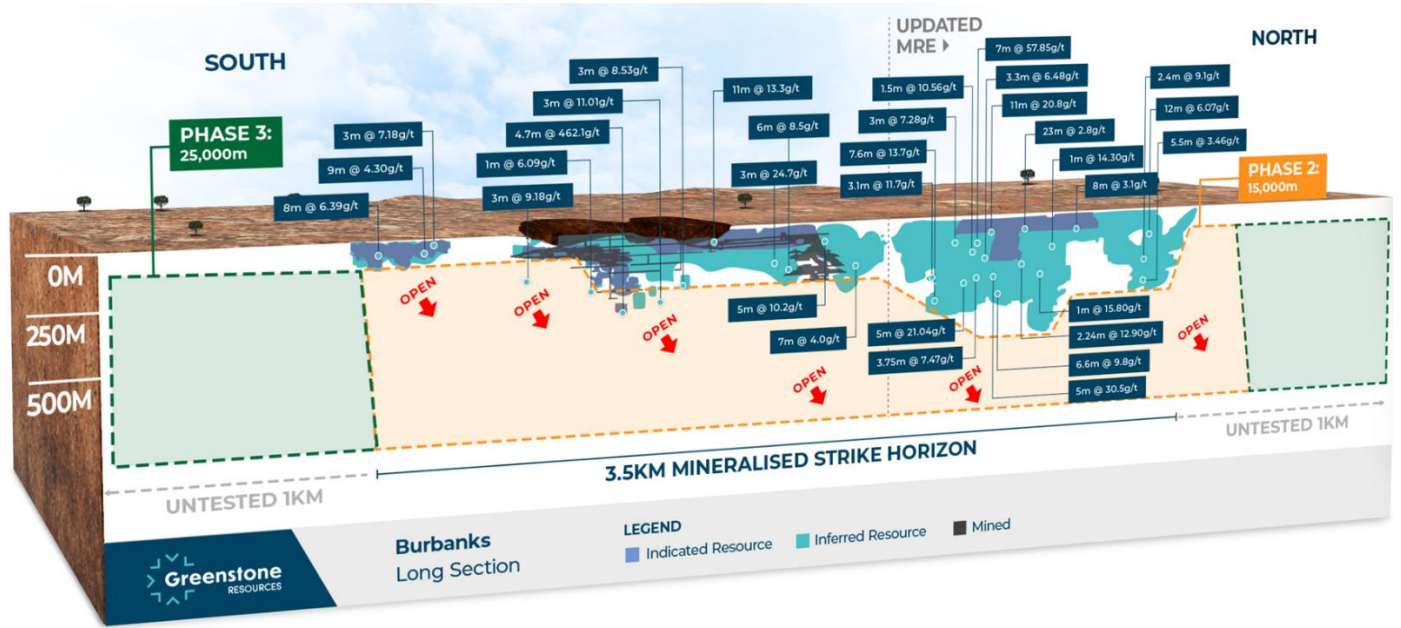 SOUTH
UPDATED
MRE
NORTH
PHASE 3:
25,000m
3m @ 7.18g/t
9m @ 4.30g/t
8m @ 6.39g/t
3m @ 8.53g/t
3m @ 11.01g/t
4.7m @ 462.1g/t
1m @ 6.09g/t
3m @ 9.18g/t
11m @ 13.3g/t
6m @ 8.5g/t
3m @ 24.7g/t
7m @ 57.85g/t
1.5m @ 10.56g/t
3.3m @ 6.48g/t
3m @ 7.28g/t
11m @ 20.8g/t
7.6m @ 13.7g/t
23m @ 2.8g/t
3.1m @ 11.7g/t
1m @ 14.30g/t
8m @ 3.1g/t
2.4m @ 9.1g/t
12m @ 6.07g/t
5.5m @ 3.46g/t
PHASE 2:
15,000m
0M
250M
500M
OPEN
OPEN
OPEN
OPEN
OPEN
OPEN
5m @ 10.2g/t
7m @ 4.0g/t
5m @ 21.04g/t
3.75m @ 7.47g/t
1m @ 15.80g/t
2.24m @ 12.90g/t
6.6m @ 9.8g/t
5m @ 30.5g/t
UNTESTED 1KM
3.5KM MINERALISED STRIKE HORIZON
UNTESTED 1KM
Greenstone
RESOURCES
Burbanks
Long Section
LEGEND
Indicated Resource
Inferred Resource
Mined